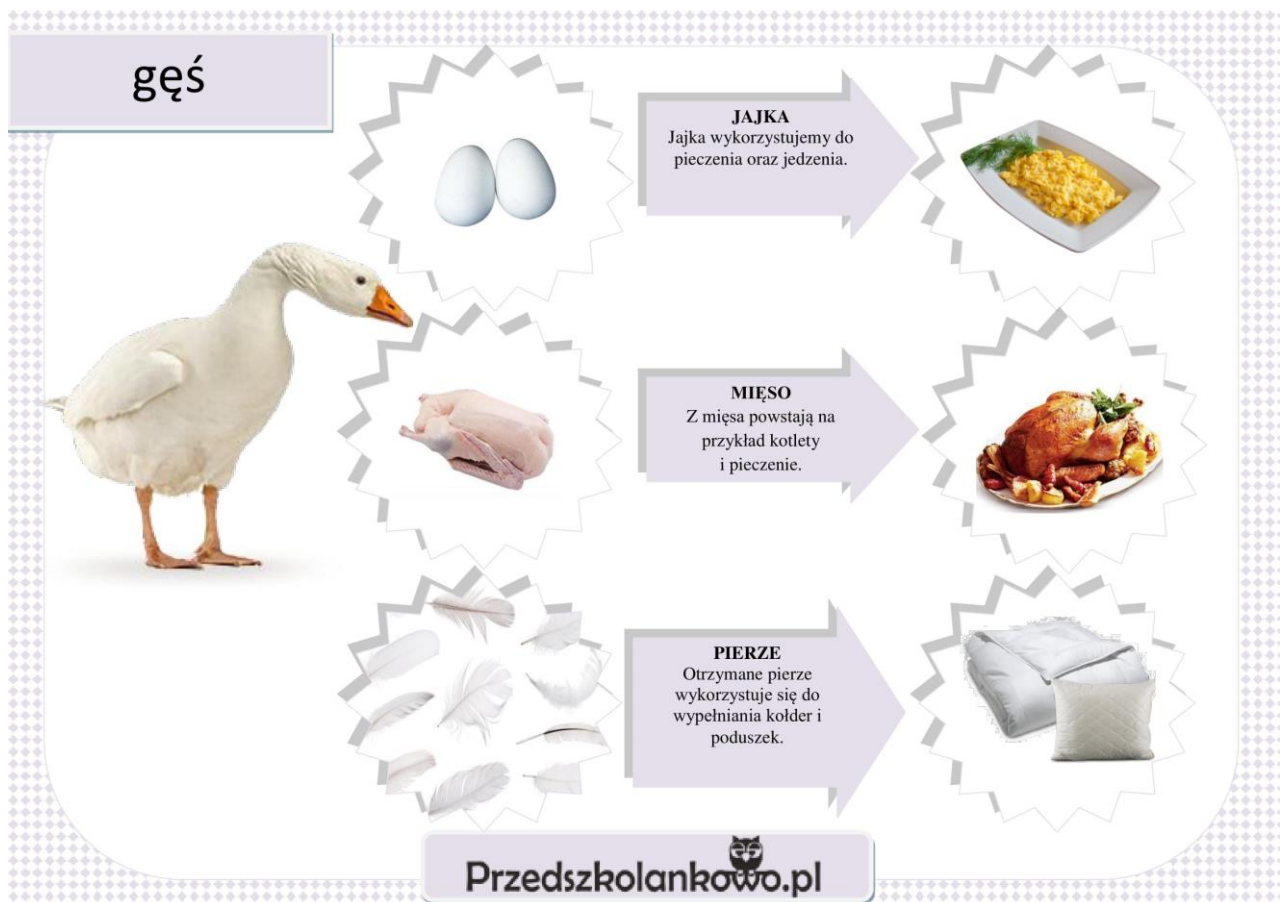 gęś
JAJKA
Jajka wykorzystujemy do
pieczenia oraz jedzenia.
MIĘSO
Z mięsa powstają na
przykład kotlety
i pieczenie.
PIERZE
Otrzymane pierze
wykorzystuje się do
wypełniania kołder i
poduszek.
Przedszkolankowo.pl